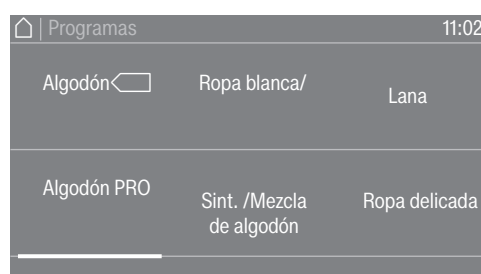 Programas 11:02
Algodón
Ropa blanca/
Lana
Algodón PRO
Sint. /Mezcla
de algodón
Ropa delicada